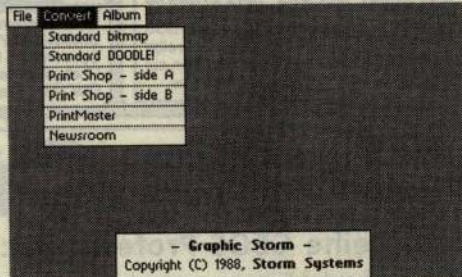 File Convert Album
Standard bitmap
Standard DOODLE!
Print Shop - side A
Print Shop - side B
PrintMaster
Newsroom
- Graphic Storm -
Copyright (C) 1988, Storm Systems